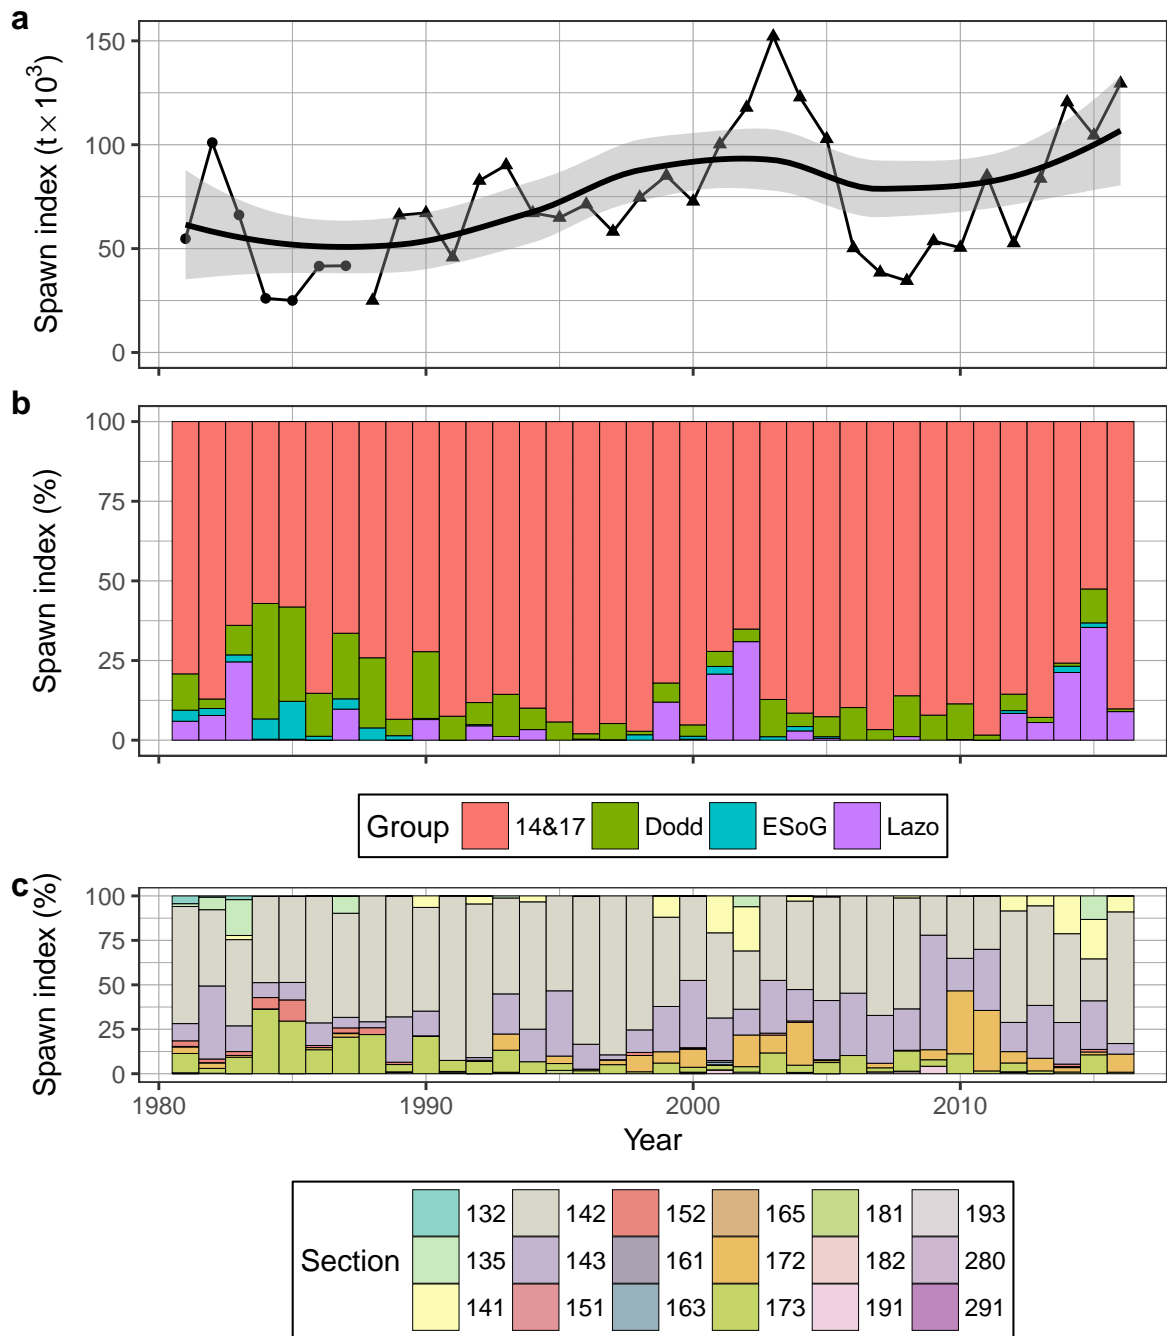 a
Spawn index (t × 10³)
150
100
50
0
b
Spawn index (%)
100
75
50
25
0
Group 14&17 Dodd ESoG Lazo
c
Spawn index (%)
100
75
50
25
0
1980 1990 2000 2010
Year
132 142 152 165 181 193
Section 135 143 161 172 182 280
141 151 163 173 191 291